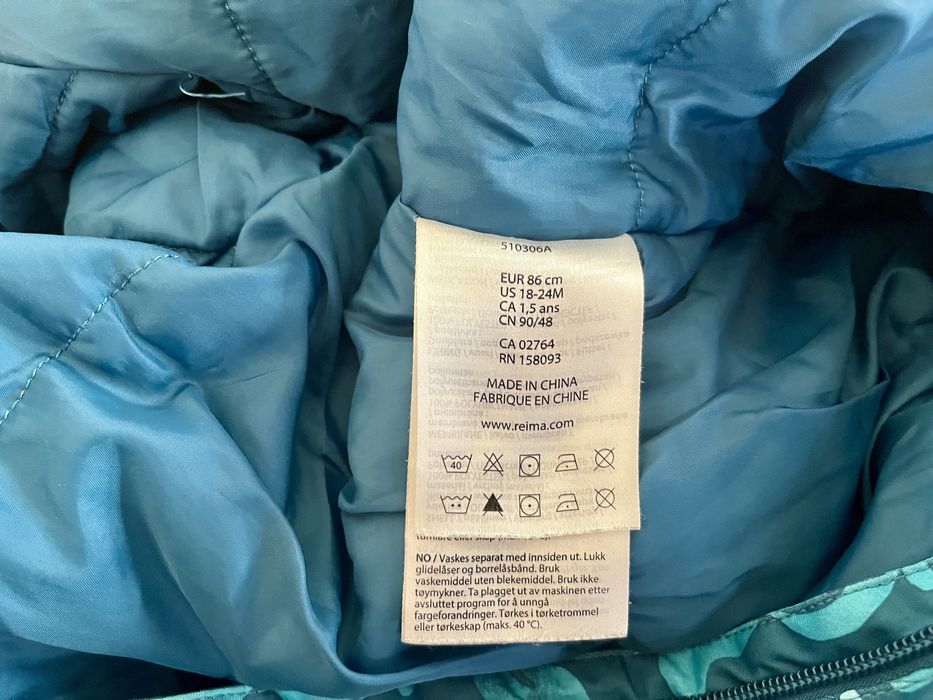 510306A
EUR 86 cm
US 18-24M
CA 1,5 ans
CN 90/48
CA 02764
RN 158093
MADE IN CHINA
FABRIQUE EN CHINE
www.reima.com
40
NO / Vaskes separat med innsiden ut. Lukk
glidelåser og borrelåsbånd. Bruk
vaskemiddel uten blekemiddel. Bruk ikke
tøymykner. Ta plagget ut av maskinen etter
avsluttet program for å unngå
fargeforandringer. Tørkes i tørketrommel
eller tørkeskap (maks. 40 °C).